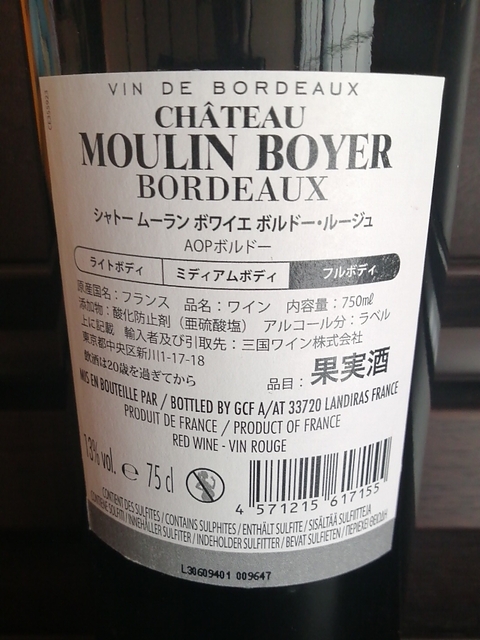 VIN DE BORDEAUX
CHÂTEAU
MOULIN BOYER
BORDEAUX
シャトー ムーラン ボワイエ ボルドー・ルージュ
AOPボルドー
ライトボディ ミディアムボディ フルボディ
原産国名：フランス 品名：ワイン 内容量：750ml
添加物：酸化防止剤（亜硫酸塩） アルコール分：ラベル
上に記載 輸入者及び引取先：三国ワイン株式会社
東京都中央区新川1-17-18
飲酒は20歳を過ぎてから
品目：果実酒
MIS EN BOUTEILLE PAR / BOTTLED BY GCF A/AT 33720 LANDIRAS FRANCE
PRODUIT DE FRANCE / PRODUCT OF FRANCE
RED WINE - VIN ROUGE
13% vol. e 75 cl
4 571215 617155
CONTIENT DES SULFITES / CONTAINS SULPHITES / ENTHÄLT SULFITE / SISÄLTÄÄ SULFIITTEJA
CONTIENE SULFITI / INNEHÅLLER SULFITER / INDEHOLDER SULFITTER / BEVAT SULFIETEN / ΠΕΡΙΕΧΕΙ ΘΕΙΩΔΗ
L30609401 009647